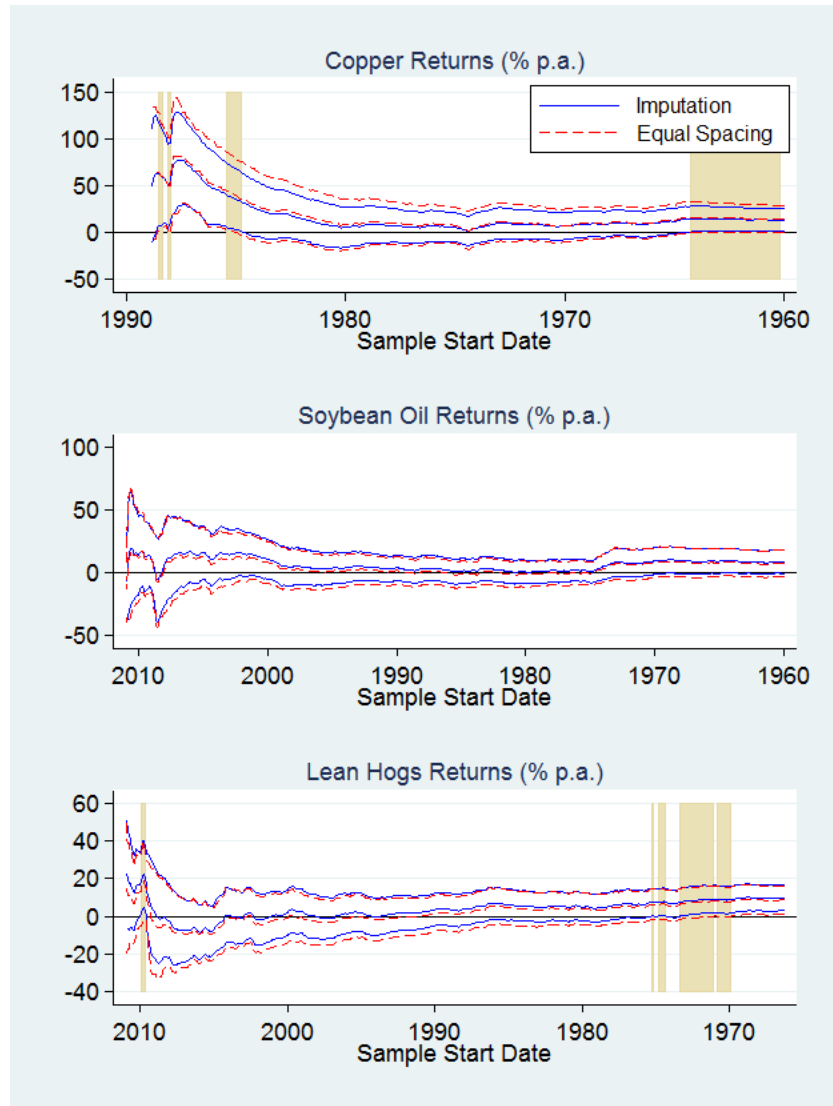 Copper Returns (% p.a.)
150
100
50
0
-50
Imputation
Equal Spacing
1990 1980 1970 1960
Sample Start Date
Soybean Oil Returns (% p.a.)
100
50
0
-50
2010 2000 1990 1980 1970 1960
Sample Start Date
Lean Hogs Returns (% p.a.)
60
40
20
0
-20
-40
2010 2000 1990 1980 1970
Sample Start Date